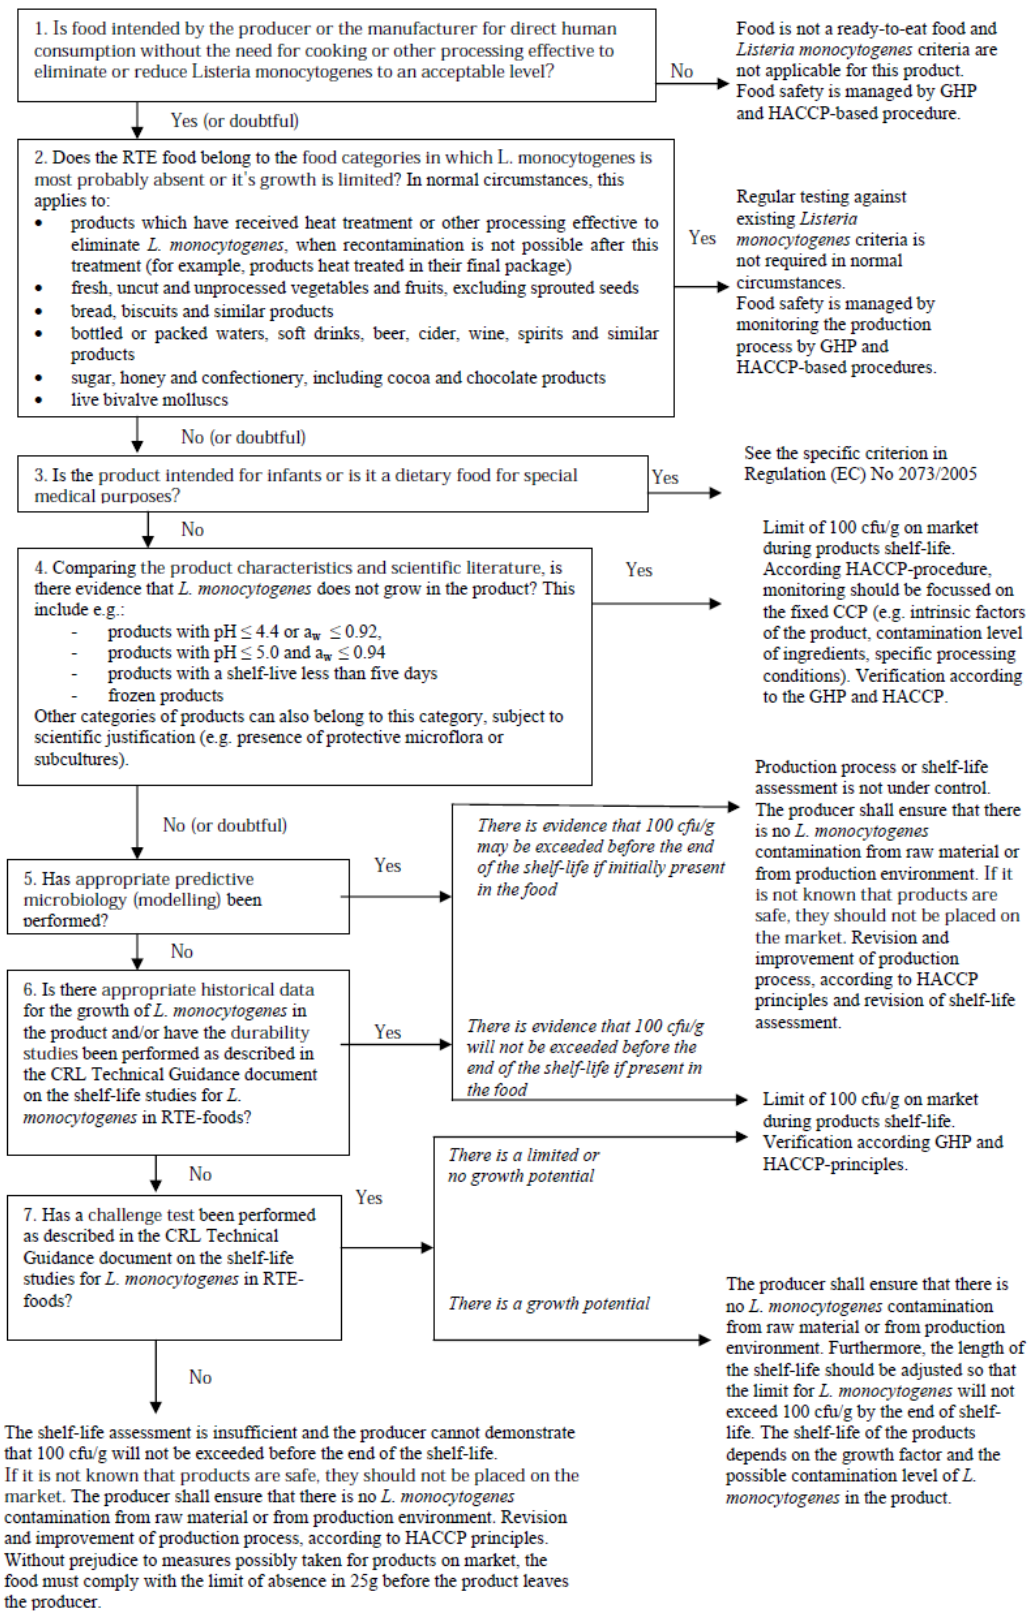 1. Is food intended by the producer or the manufacturer for direct human
consumption without the need for cooking or other processing effective to
eliminate or reduce Listeria monocytogenes to an acceptable level?
No
Food is not a ready-to-eat food and
Listeria monocytogenes criteria are
not applicable for this product.
Food safety is managed by GHP
and HACCP-based procedure.
Yes (or doubtful)
2. Does the RTE food belong to the food categories in which L. monocytogenes is
most probably absent or it's growth is limited? In normal circumstances, this
applies to:
• products which have received heat treatment or other processing effective to
eliminate L. monocytogenes, when recontamination is not possible after this
treatment (for example, products heat treated in their final package)
• fresh, uncut and unprocessed vegetables and fruits, excluding sprouted seeds
• bread, biscuits and similar products
• bottled or packed waters, soft drinks, beer, cider, wine, spirits and similar
products
• sugar, honey and confectionery, including cocoa and chocolate products
• live bivalve molluscs
Yes
Regular testing against
existing Listeria
monocytogenes criteria is
not required in normal
circumstances.
Food safety is managed by
monitoring the production
process by GHP and
HACCP-based procedures.
No (or doubtful)
3. Is the product intended for infants or is it a dietary food for special
medical purposes?
Yes
See the specific criterion in
Regulation (EC) No 2073/2005
No
4. Comparing the product characteristics and scientific literature, is
there evidence that L. monocytogenes does not grow in the product? This
include e.g.:
- products with pH ≤ 4.4 or aw ≤ 0.92,
- products with pH ≤ 5.0 and aw ≤ 0.94
- products with a shelf-live less than five days
- frozen products
Other categories of products can also belong to this category, subject to
scientific justification (e.g. presence of protective microflora or
subcultures).
Yes
Limit of 100 cfu/g on market
during products shelf-life.
According HACCP-procedure,
monitoring should be focussed on
the fixed CCP (e.g. intrinsic factors
of the product, contamination level
of ingredients, specific processing
conditions). Verification according
to the GHP and HACCP.
No (or doubtful)
5. Has appropriate predictive
microbiology (modelling) been
performed?
Yes
There is evidence that 100 cfu/g
may be exceeded before the end
of the shelf-life if initially present
in the food
Production process or shelf-life
assessment is not under control.
The producer shall ensure that there
is no L. monocytogenes
contamination from raw material or
from production environment. If it
is not known that products are
safe, they should not be placed on
the market. Revision and
improvement of production
process, according to HACCP
principles and revision of shelf-life
assessment.
No
6. Is there appropriate historical data
for the growth of L. monocytogenes in
the product and/or have the durability
studies been performed as described in
the CRL Technical Guidance document
on the shelf-life studies for L.
monocytogenes in RTE-foods?
Yes
There is evidence that 100 cfu/g
will not be exceeded before the
end of the shelf-life if present in
the food
Limit of 100 cfu/g on market
during products shelf-life.
Verification according GHP and
HACCP-principles.
No
7. Has a challenge test been performed
as described in the CRL Technical
Guidance document on the shelf-life
studies for L. monocytogenes in RTE-
foods?
Yes
There is a limited or
no growth potential
There is a growth potential
The producer shall ensure that there is
no L. monocytogenes contamination
from raw material or from production
environment. Furthermore, the length of
the shelf-life should be adjusted so that
the limit for L. monocytogenes will not
exceed 100 cfu/g by the end of shelf-
life. The shelf-life of the products
depends on the growth factor and the
possible contamination level of L.
monocytogenes in the product.
No
The shelf-life assessment is insufficient and the producer cannot demonstrate
that 100 cfu/g will not be exceeded before the end of the shelf-life.
If it is not known that products are safe, they should not be placed on the
market. The producer shall ensure that there is no L. monocytogenes
contamination from raw material or from production environment. Revision
and improvement of production process, according to HACCP principles.
Without prejudice to measures possibly taken for products on market, the
food must comply with the limit of absence in 25g before the product leaves
the producer.